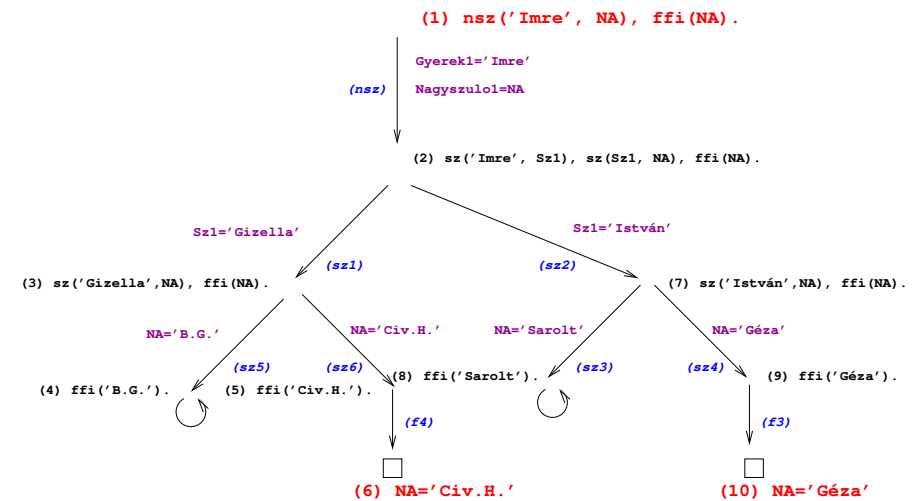 (1) nsz('Imre', NA), ffi(NA).
Gyerek1='Imre'
(nsz) Nagyszulo1=NA
(2) sz('Imre', Sz1), sz(Sz1, NA), ffi(NA).
Sz1='Gizella' Sz1='István'
(sz1) (sz2)
(3) sz('Gizella',NA), ffi(NA). (7) sz('István',NA), ffi(NA).
NA='B.G.' NA='Civ.H.' NA='Sarolt' NA='Géza'
(sz5) (sz6) (sz3) (sz4)
(4) ffi('B.G.'). (5) ffi('Civ.H.'). (8) ffi('Sarolt'). (9) ffi('Géza').
(f4) (f3)
(6) NA='Civ.H.' (10) NA='Géza'